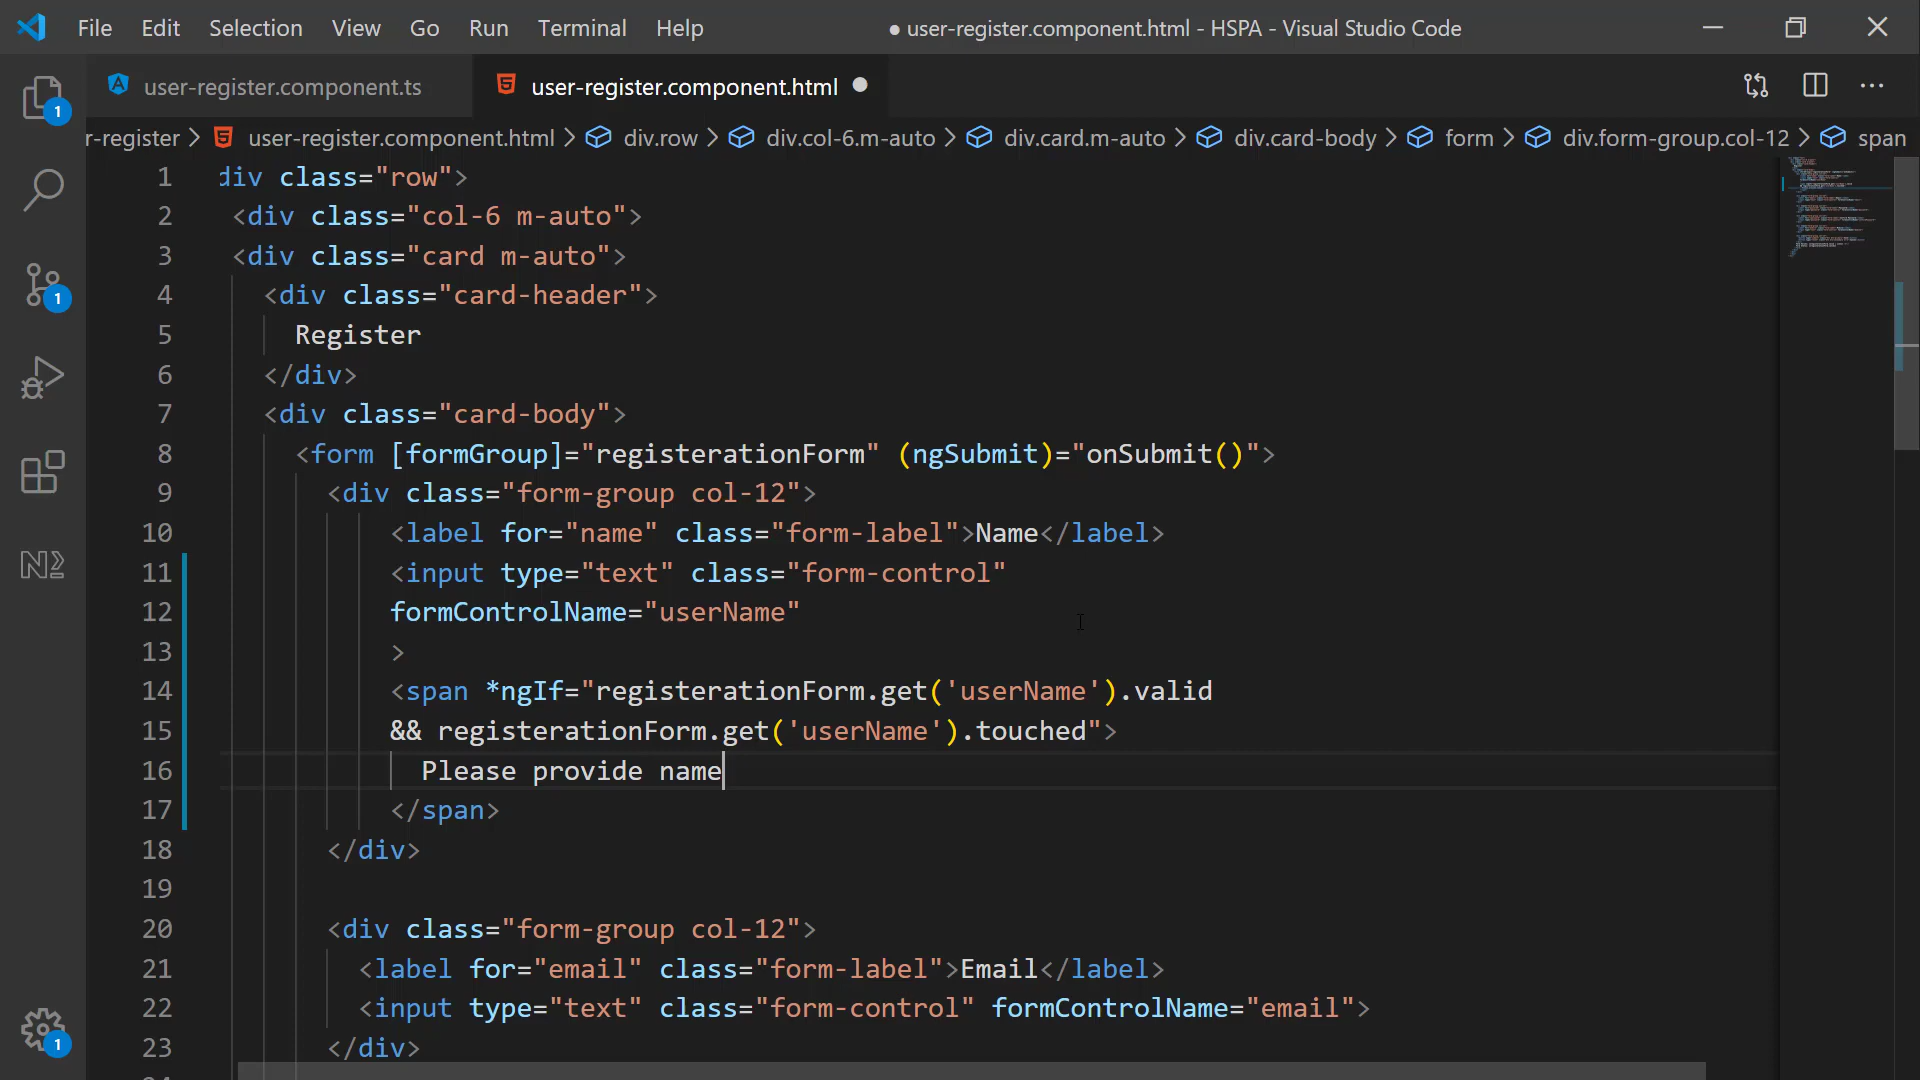 File Edit Selection View Go Run Terminal Help ● user-register.component.html - HSPA - Visual Studio Code
user-register.component.ts user-register.component.html
r-register > user-register.component.html > div.row > div.col-6.m-auto > div.card.m-auto > div.card-body > form > div.form-group.col-12 > span
1 div class="row">
2 <div class="col-6 m-auto">
3 <div class="card m-auto">
4 <div class="card-header">
5 Register
6 </div>
7 <div class="card-body">
8 <form [formGroup]="registerationForm" (ngSubmit)="onSubmit()">
9 <div class="form-group col-12">
10 <label for="name" class="form-label">Name</label>
11 <input type="text" class="form-control"
12 formControlName="userName"
13 >
14 <span *ngIf="registerationForm.get('userName').valid
15 && registerationForm.get('userName').touched">
16 Please provide name
17 </span>
18 </div>
19
20 <div class="form-group col-12">
21 <label for="email" class="form-label">Email</label>
22 <input type="text" class="form-control" formControlName="email">
23 </div>
1
1
1